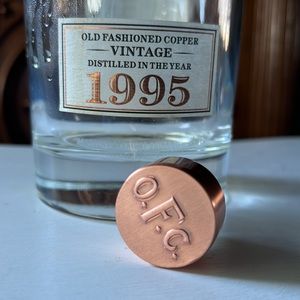 OLD FASHIONED COPPER
VINTAGE
DISTILLED IN THE YEAR
1995
O.F.C.